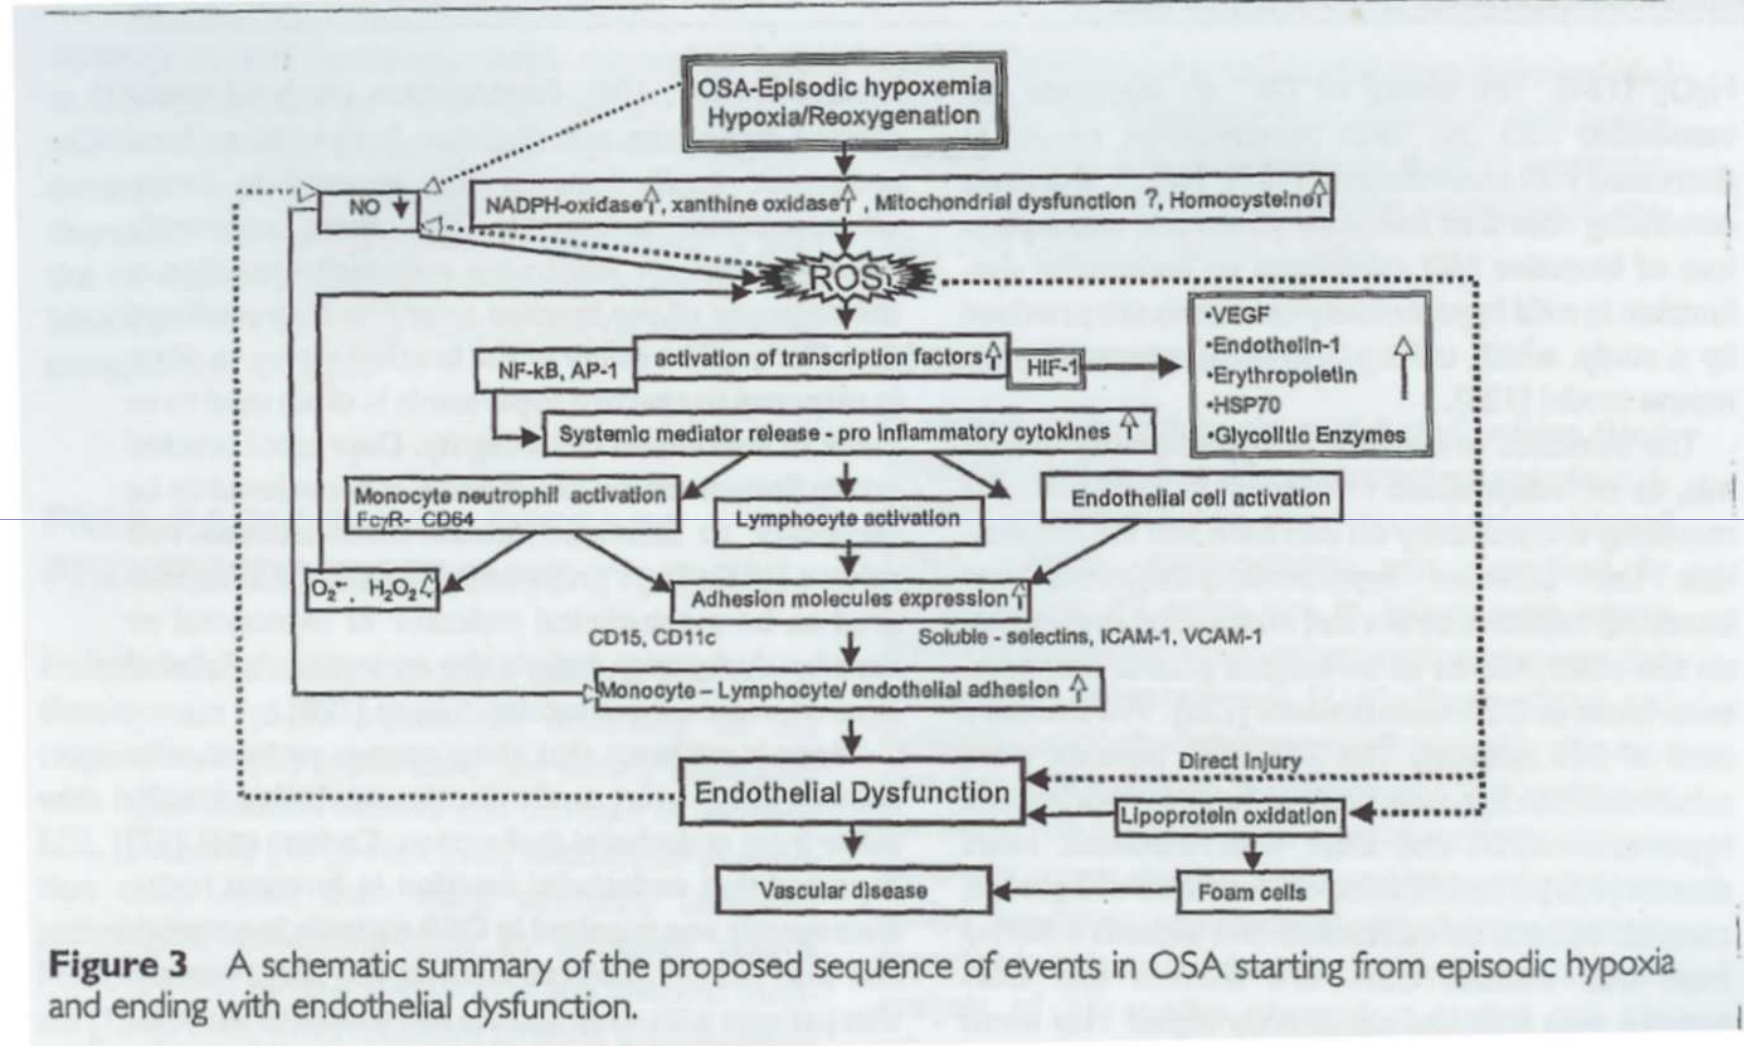 OSA-Episodic hypoxemia
Hypoxia/Reoxygenation
NO
NADPH-oxidase⇑, xanthine oxidase⇑, Mitochondrial dysfunction ?, Homocysteine⇑
ROS↑
activation of transcription factors⇑
NF-kB, AP-1
HIF-1
•VEGF
•Endothelin-1
•Erythropoietin
•HSP70
•Glycolitic Enzymes
Systemic mediator release - pro inflammatory cytokines
Monocyte neutrophil activation
FcγR- CD64
Lymphocyte activation
Endothelial cell activation
O₂⁻·, H₂O₂
Adhesion molecules expression
CD15, CD11c
Soluble - selectins, ICAM-1, VCAM-1
Monocyte – Lymphocyte/ endothelial adhesion
Direct Injury
Endothelial Dysfunction
Lipoprotein oxidation
Vascular disease
Foam cells
Figure 3 A schematic summary of the proposed sequence of events in OSA starting from episodic hypoxia
and ending with endothelial dysfunction.